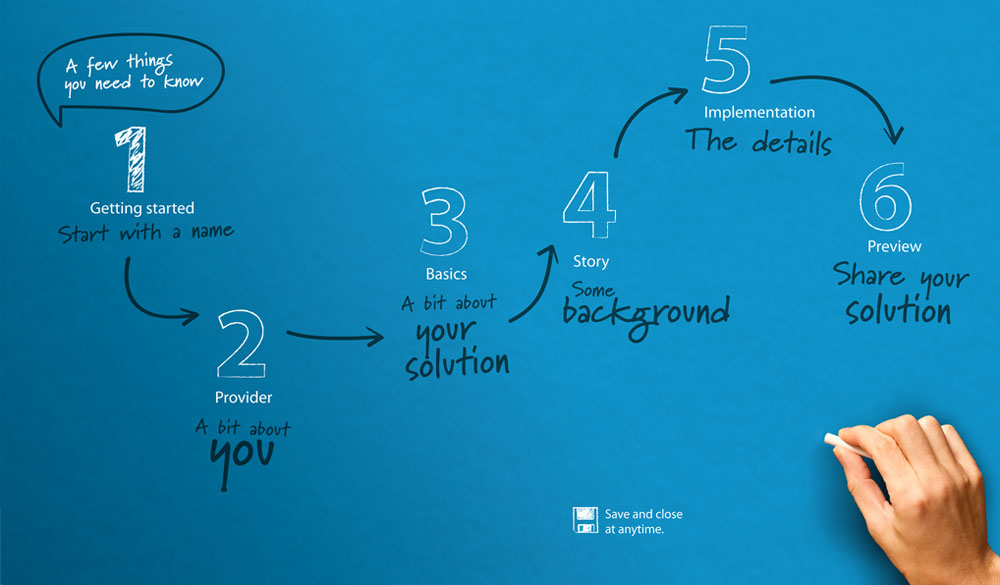 A few things
you need to know
1
Getting started
Start with a name
2
Provider
A bit about
you
3
Basics
A bit about
your
solution
4
Story
Some
background
5
Implementation
The details
6
Preview
Share your
solution
Save and close
at anytime.